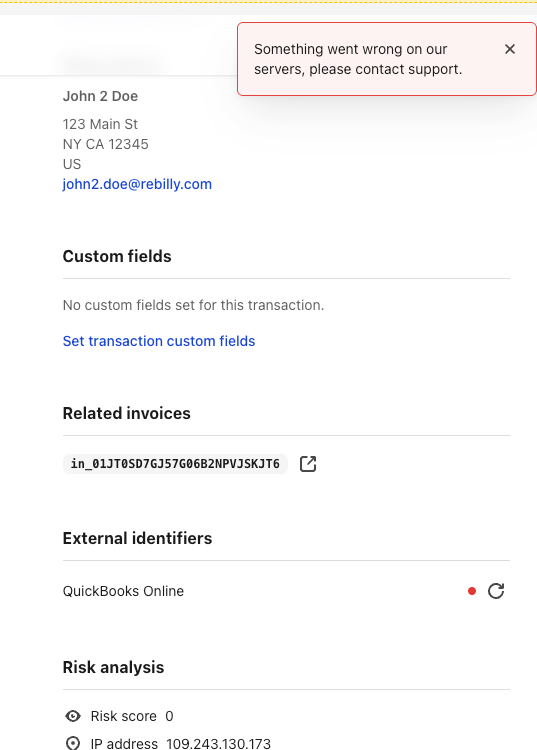 Something went wrong on our
servers, please contact support.
John 2 Doe
123 Main St
NY CA 12345
US
john2.doe@rebilly.com
Custom fields
No custom fields set for this transaction.
Set transaction custom fields
Related invoices
in_01JT0SD7GJ57G06B2NPVJSKJT6
External identifiers
QuickBooks Online
Risk analysis
Risk score 0
IP address 109.243.130.173